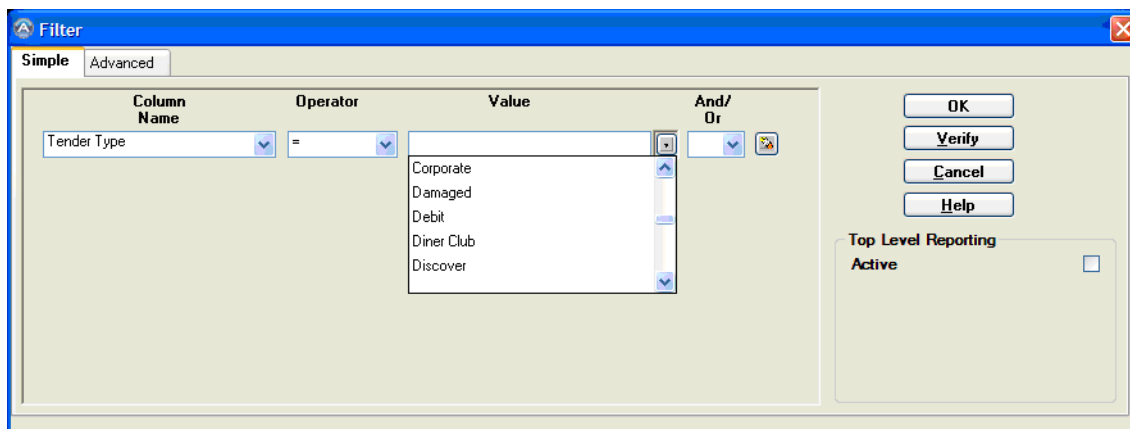 Filter
Simple Advanced
Column Name Operator Value And/ Or
Tender Type =
Corporate
Damaged
Debit
Diner Club
Discover
OK
Verify
Cancel
Help
Top Level Reporting
Active